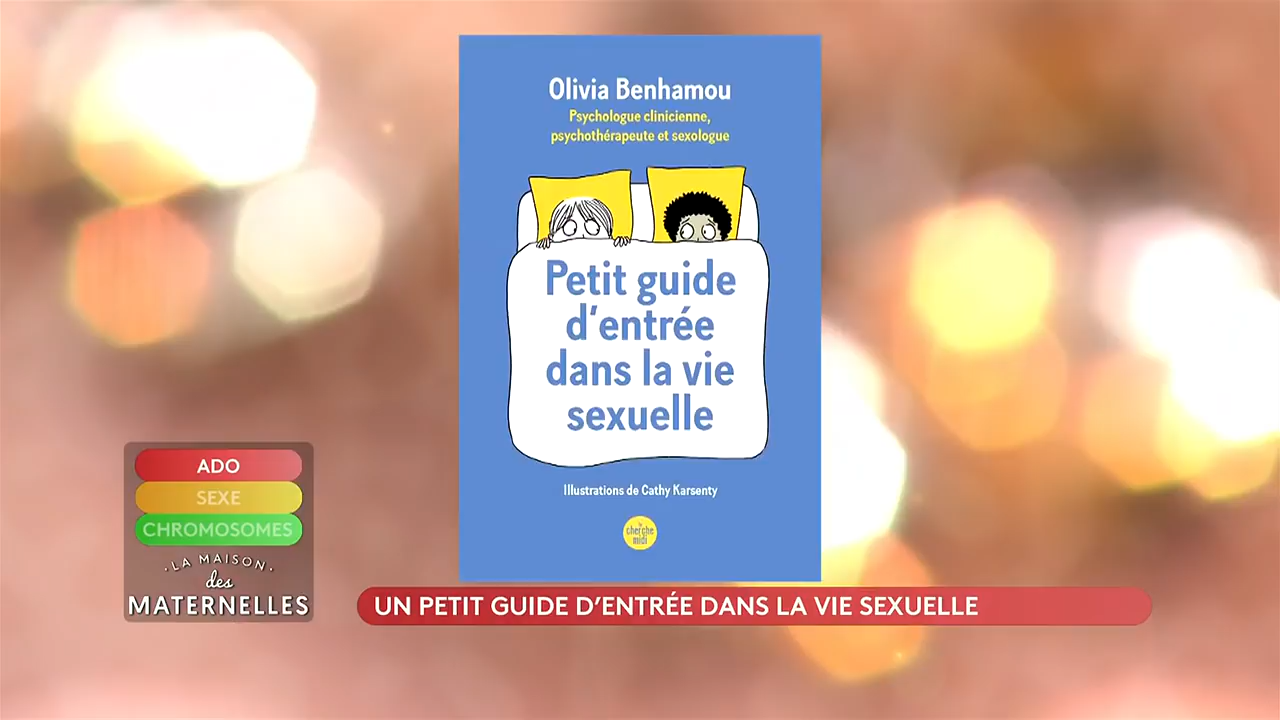 Olivia Benhamou
Psychologue clinicienne,
psychothérapeute et sexologue
Petit guide
d'entrée
dans la vie
sexuelle
Illustrations de Cathy Karsenty
le
cherche
midi
ADO
SEXE
CHROMOSOMES
.LA MAISON.
des
MATERNELLES
UN PETIT GUIDE D'ENTRÉE DANS LA VIE SEXUELLE